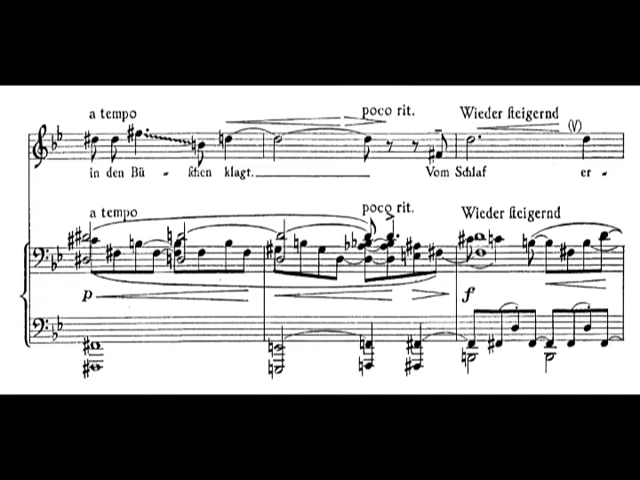 a tempo poco rit. Wieder ſteigernd
(V)
in den Bü - ſchen klagt. Vom Schlaf er-
a tempo poco rit. Wieder ſteigernd
p f